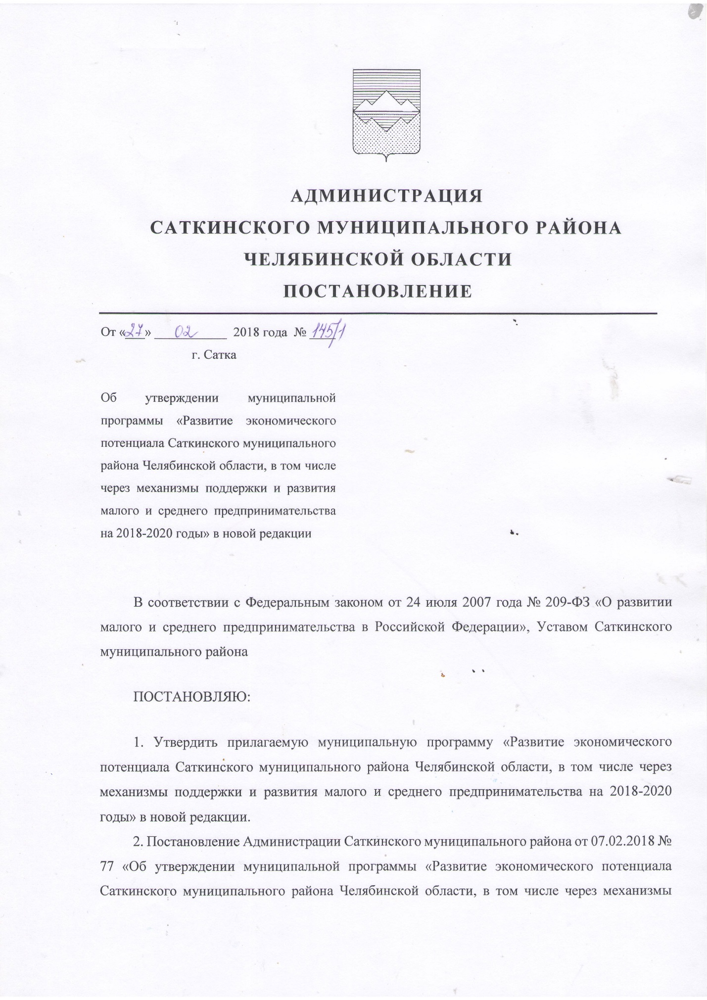 АДМИНИСТРАЦИЯ
САТКИНСКОГО МУНИЦИПАЛЬНОГО РАЙОНА
ЧЕЛЯБИНСКОЙ ОБЛАСТИ
ПОСТАНОВЛЕНИЕ
От «27» 02 2018 года № 145/1
г. Сатка
Об утверждении муниципальной
программы «Развитие экономического
потенциала Саткинского муниципального
района Челябинской области, в том числе
через механизмы поддержки и развития
малого и среднего предпринимательства
на 2018-2020 годы» в новой редакции
В соответствии с Федеральным законом от 24 июля 2007 года № 209-ФЗ «О развитии
малого и среднего предпринимательства в Российской Федерации», Уставом Саткинского
муниципального района
ПОСТАНОВЛЯЮ:
1. Утвердить прилагаемую муниципальную программу «Развитие экономического
потенциала Саткинского муниципального района Челябинской области, в том числе через
механизмы поддержки и развития малого и среднего предпринимательства на 2018-2020
годы» в новой редакции.
2. Постановление Администрации Саткинского муниципального района от 07.02.2018 №
77 «Об утверждении муниципальной программы «Развитие экономического потенциала
Саткинского муниципального района Челябинской области, в том числе через механизмы